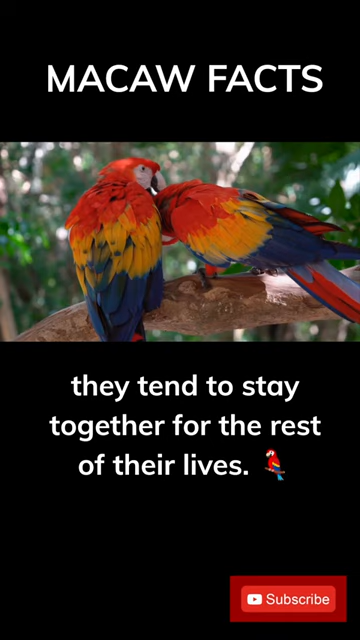 MACAW FACTS
they tend to stay
together for the rest
of their lives. 🦜
Subscribe